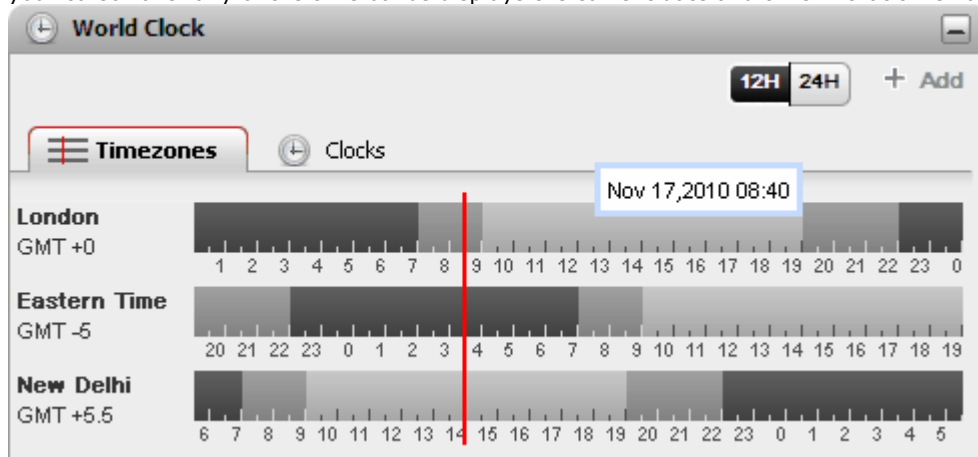 World Clock
12H 24H + Add
Timezones Clocks
Nov 17,2010 08:40
London
GMT +0
1 2 3 4 5 6 7 8 9 10 11 12 13 14 15 16 17 18 19 20 21 22 23 0
Eastern Time
GMT -5
20 21 22 23 0 1 2 3 4 5 6 7 8 9 10 11 12 13 14 15 16 17 18 19
New Delhi
GMT +5.5
6 7 8 9 10 11 12 13 14 15 16 17 18 19 20 21 22 23 0 1 2 3 4 5